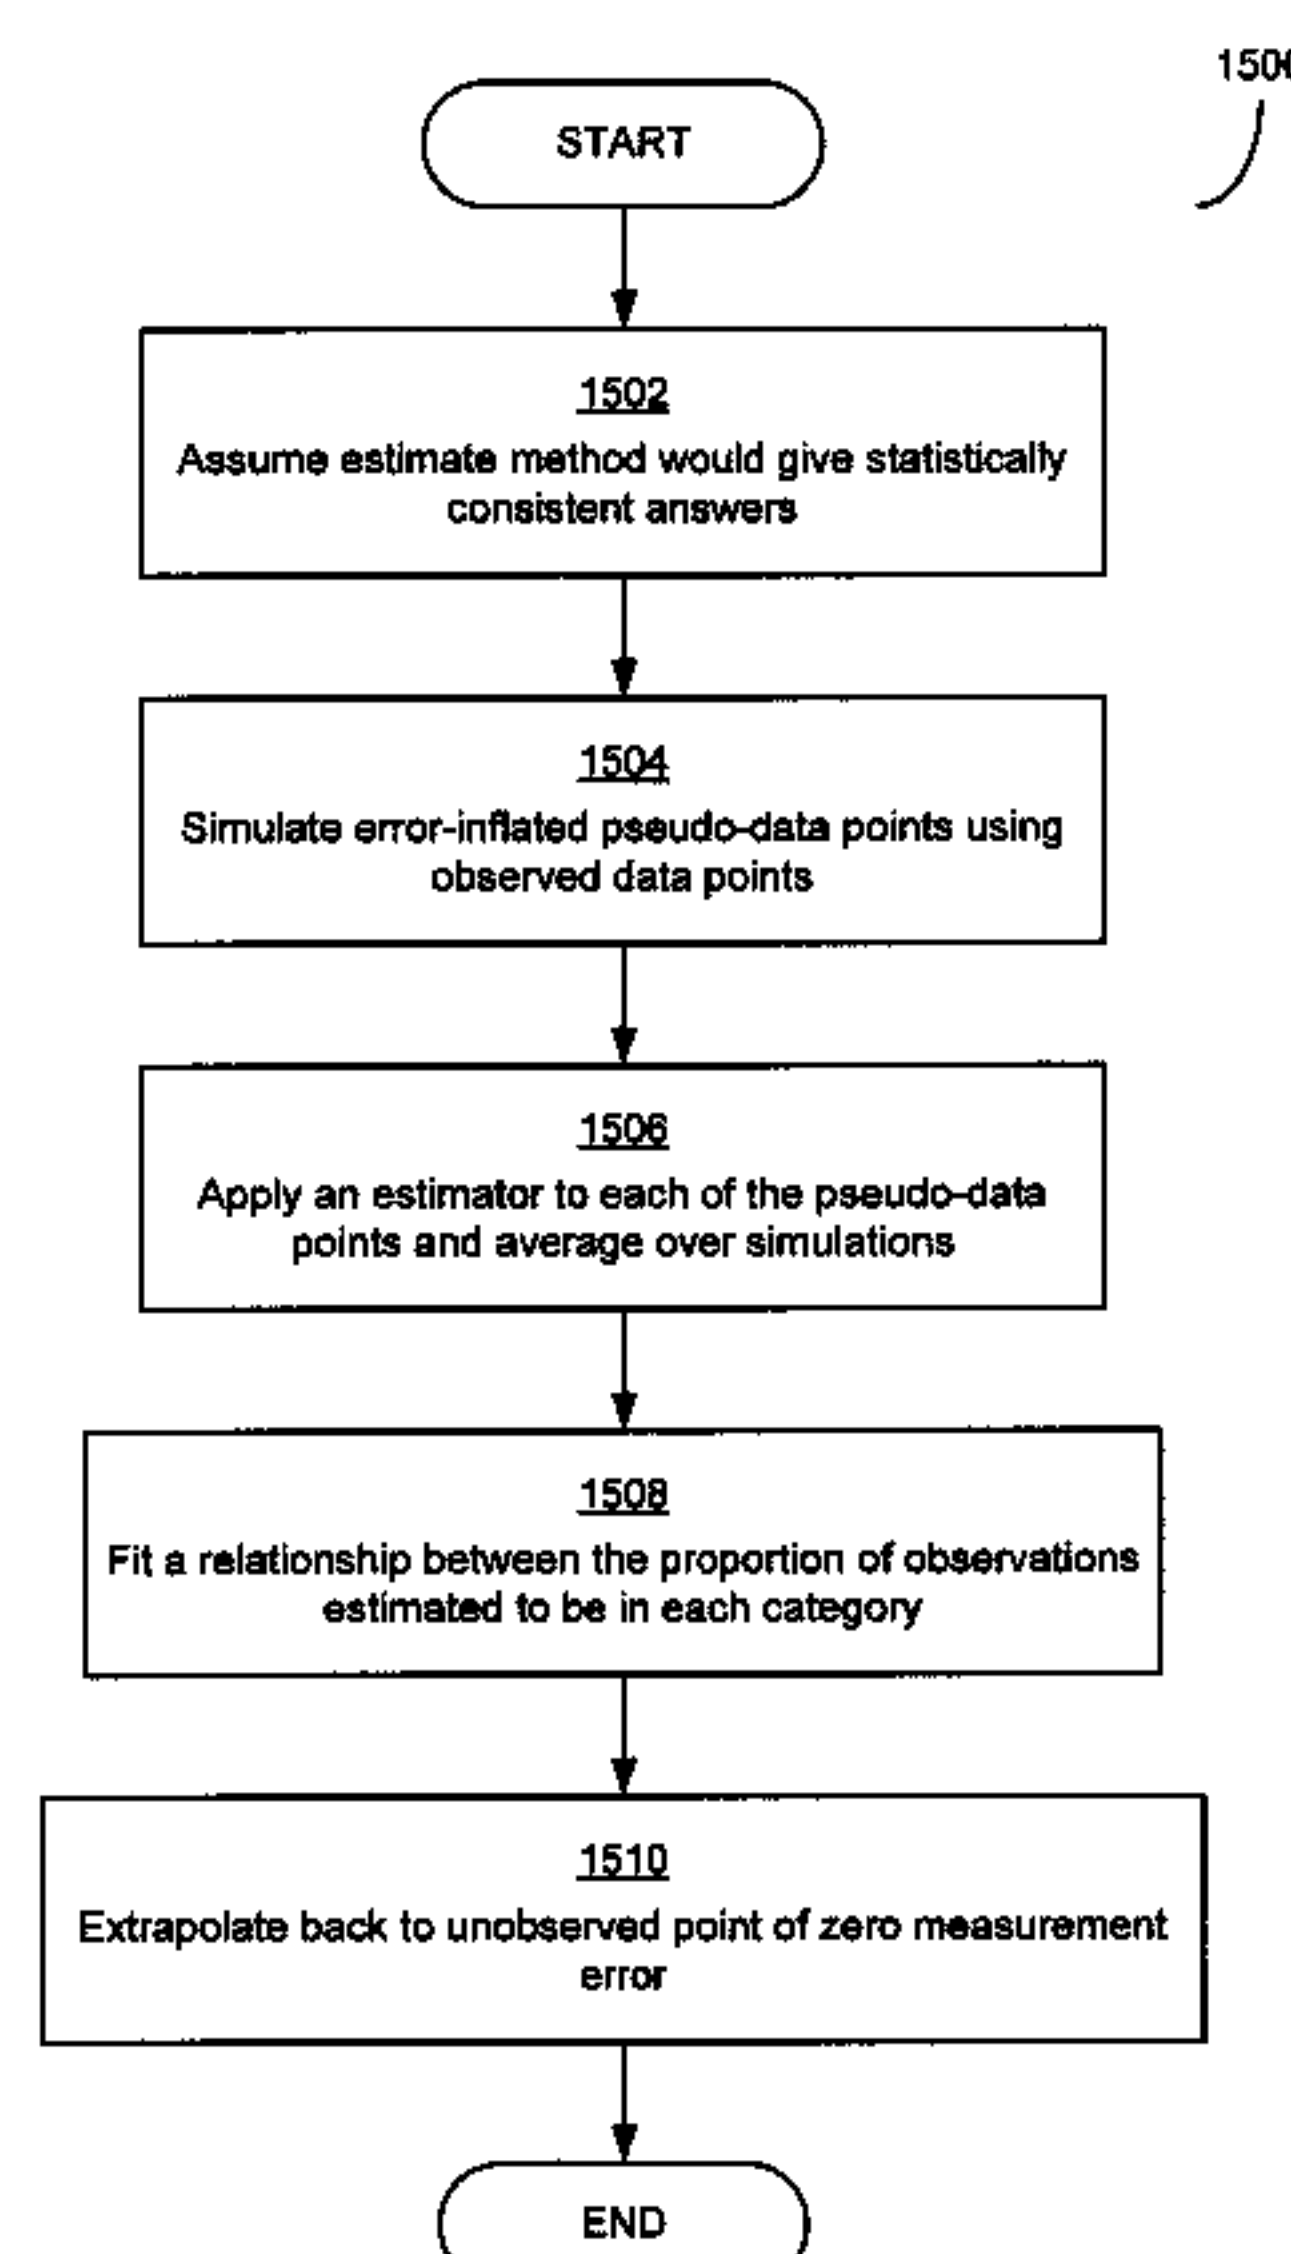 150
START
1502
Assume estimate method would give statistically
consistent answers
1504
Simulate error-inflated pseudo-data points using
observed data points
1506
Apply an estimator to each of the pseudo-data
points and average over simulations
1508
Fit a relationship between the proportion of observations
estimated to be in each category
1510
Extrapolate back to unobserved point of zero measurement
error
END